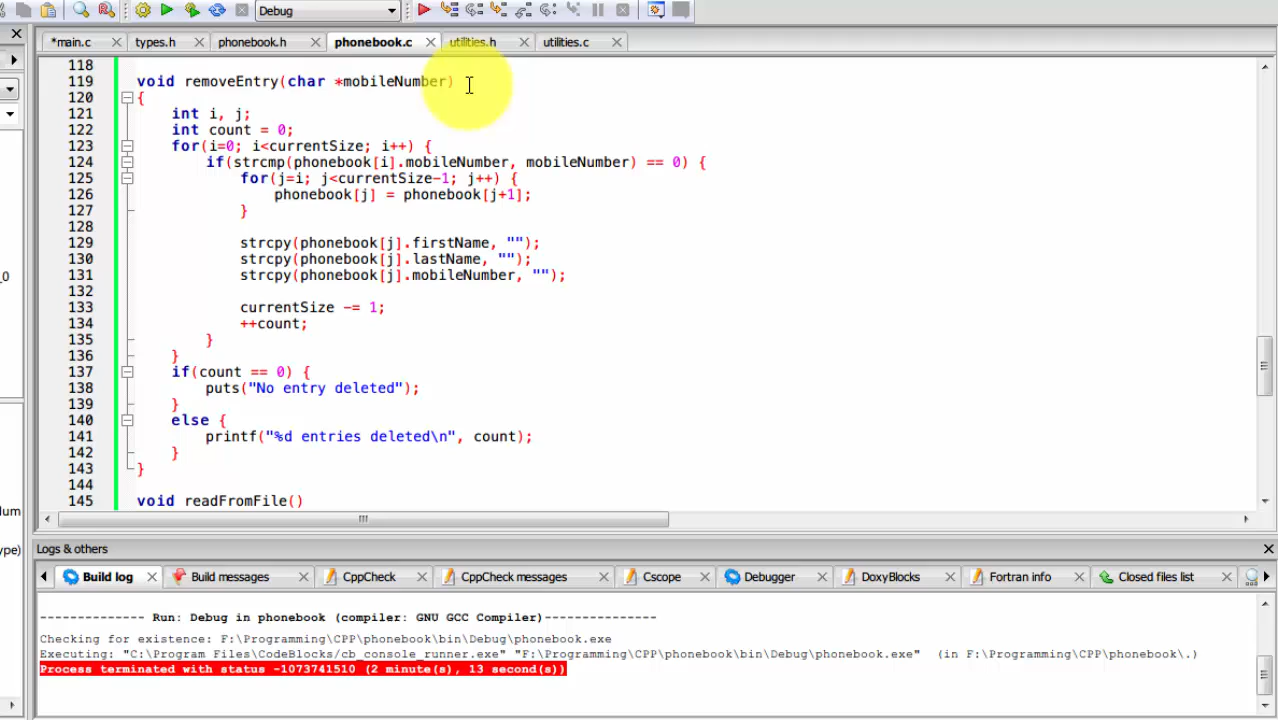 Debug
*main.c types.h phonebook.h phonebook.c utilities.h utilities.c
118
119 void removeEntry(char *mobileNumber)
120 {
121 int i, j;
122 int count = 0;
123 for(i=0; i<currentSize; i++) {
124 if(strcmp(phonebook[i].mobileNumber, mobileNumber) == 0) {
125 for(j=i; j<currentSize-1; j++) {
126 phonebook[j] = phonebook[j+1];
127 }
128
129 strcpy(phonebook[j].firstName, "");
130 strcpy(phonebook[j].lastName, "");
131 strcpy(phonebook[j].mobileNumber, "");
132
133 currentSize -= 1;
134 ++count;
135 }
136 }
137 if(count == 0) {
138 puts("No entry deleted");
139 }
140 else {
141 printf("%d entries deleted\n", count);
142 }
143 }
144
145 void readFromFile()
_0
lum
ype)
Logs & others
Build log Build messages CppCheck CppCheck messages Cscope Debugger DoxyBlocks Fortran info Closed files list
-------------- Run: Debug in phonebook (compiler: GNU GCC Compiler)---------------
Checking for existence: F:\Programming\CPP\phonebook\bin\Debug\phonebook.exe
Executing: "C:\Program Files\CodeBlocks/cb_console_runner.exe" "F:\Programming\CPP\phonebook\bin\Debug\phonebook.exe" (in F:\Programming\CPP\phonebook\.)
Process terminated with status -1073741510 (2 minute(s), 13 second(s))